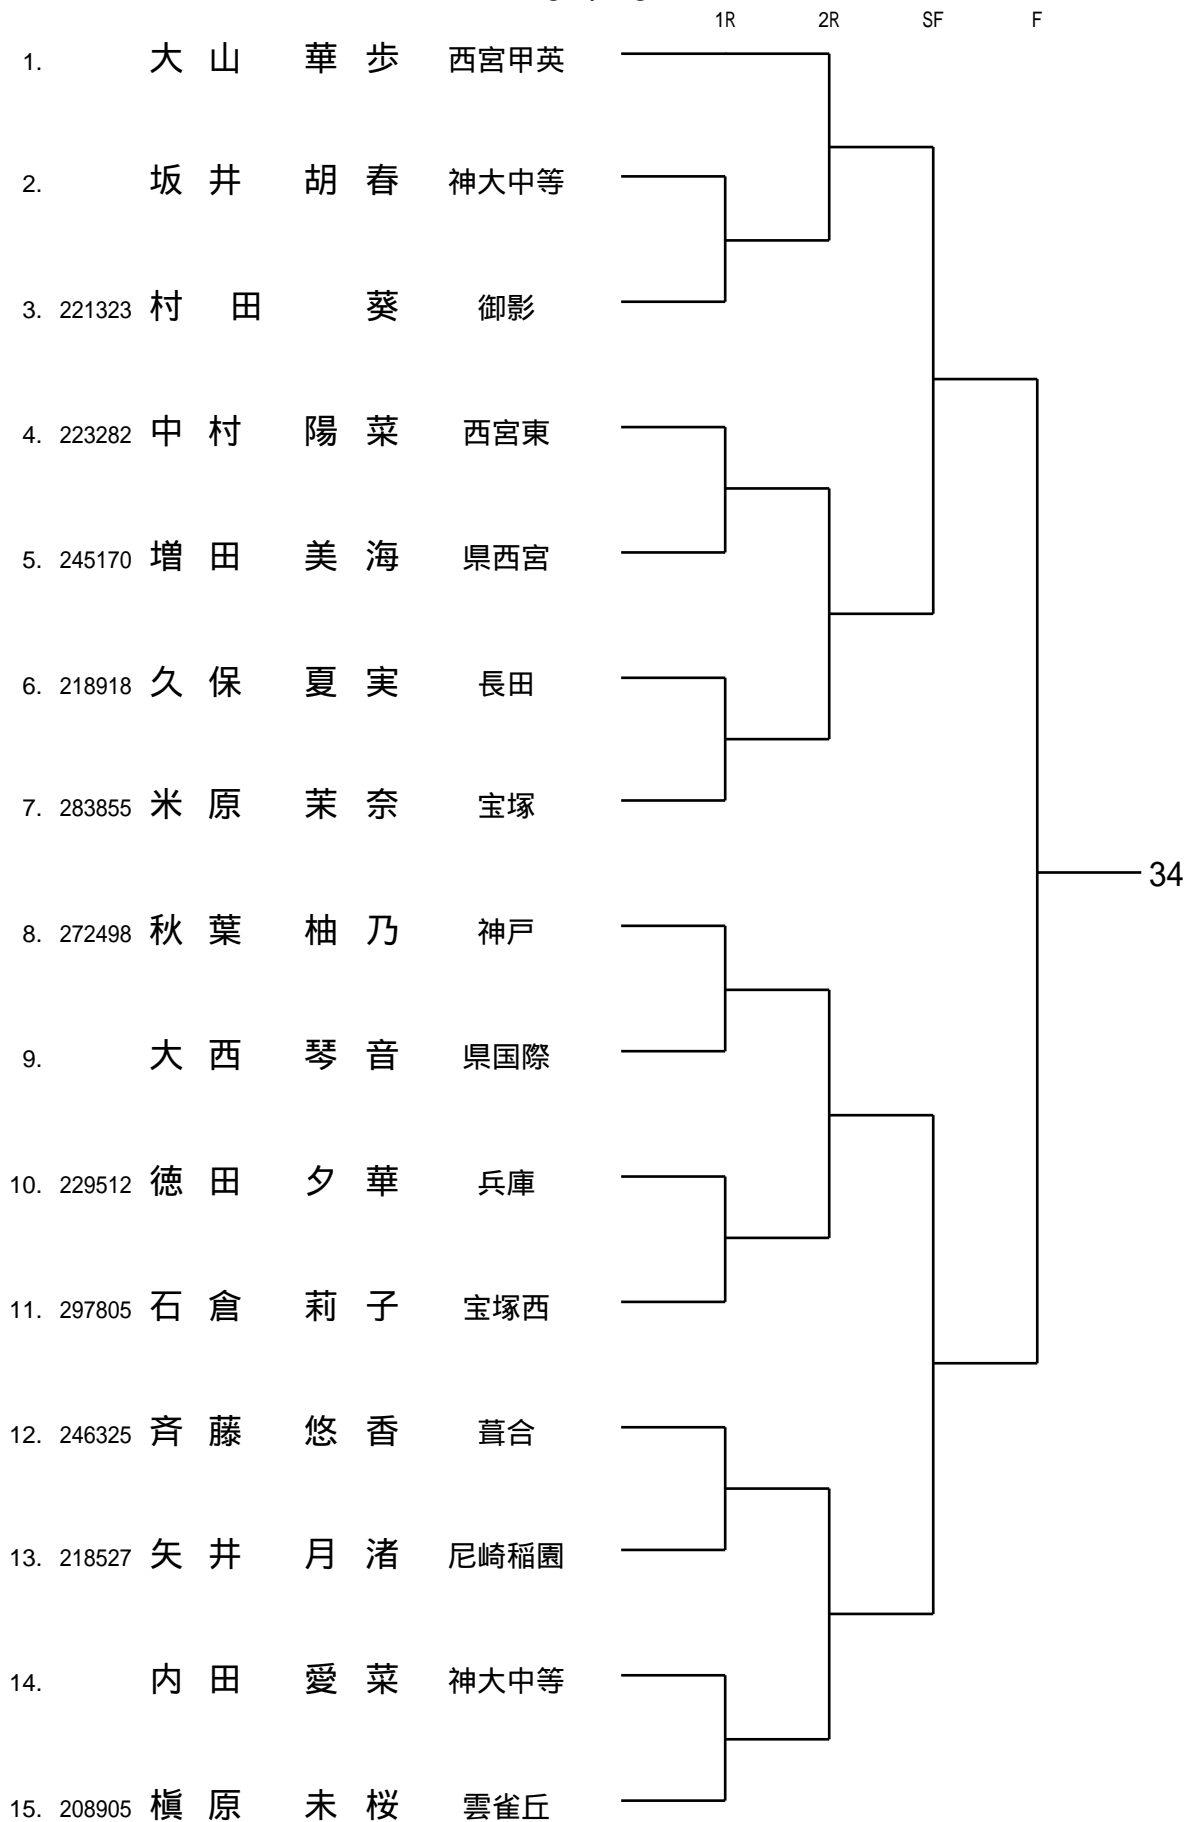 1R 2R SF F
1. 大山 華歩 西宮甲英
2. 坂井 胡春 神大中等
3. 221323 村田 葵 御影
4. 223282 中村 陽菜 西宮東
5. 245170 増田 美海 県西宮
6. 218918 久保 夏実 長田
7. 283855 米原 茉奈 宝塚
34
8. 272498 秋葉 柚乃 神戸
9. 大西 琴音 県国際
10. 229512 徳田 夕華 兵庫
11. 297805 石倉 莉子 宝塚西
12. 246325 斉藤 悠香 葺合
13. 218527 矢井 月渚 尼崎稲園
14. 内田 愛菜 神大中等
15. 208905 槇原 未桜 雲雀丘